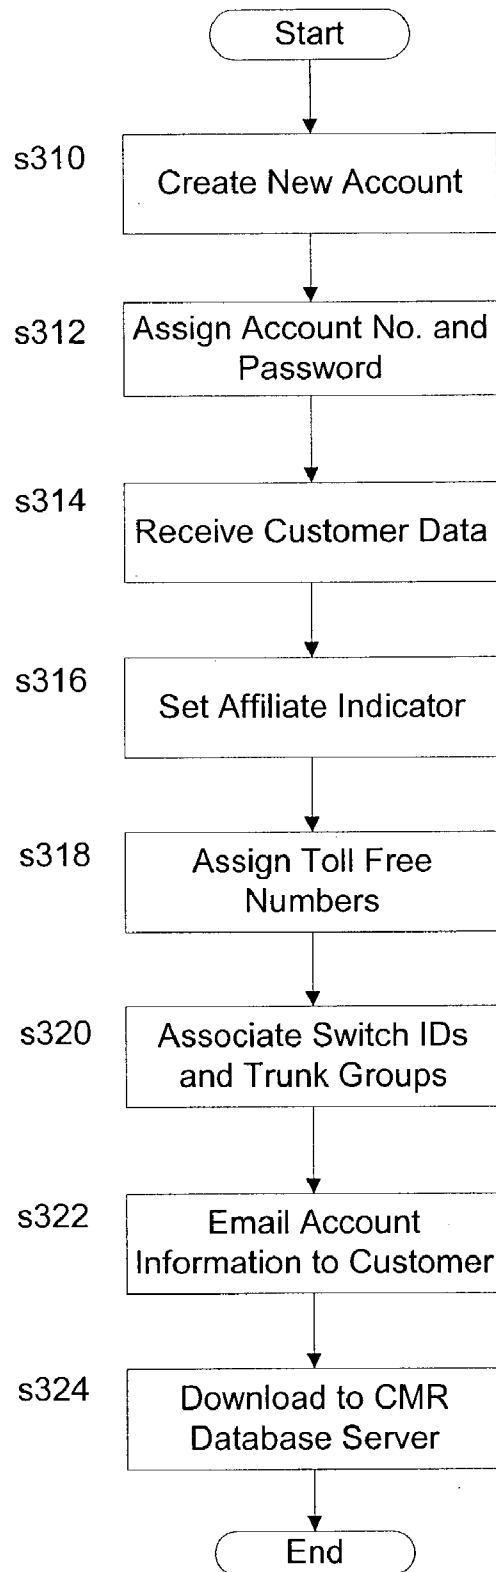 Start
s310
Create New Account
s312
Assign Account No. and
Password
s314
Receive Customer Data
s316
Set Affiliate Indicator
s318
Assign Toll Free
Numbers
s320
Associate Switch IDs
and Trunk Groups
s322
Email Account
Information to Customer
s324
Download to CMR
Database Server
End